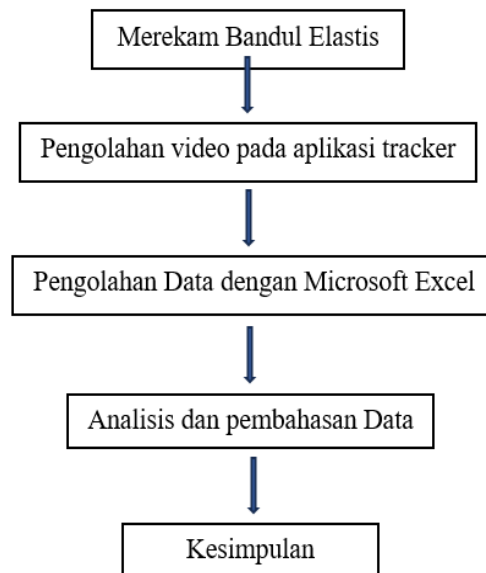 Merekam Bandul Elastis
Pengolahan video pada aplikasi tracker
Pengolahan Data dengan Microsoft Excel
Analisis dan pembahasan Data
Kesimpulan